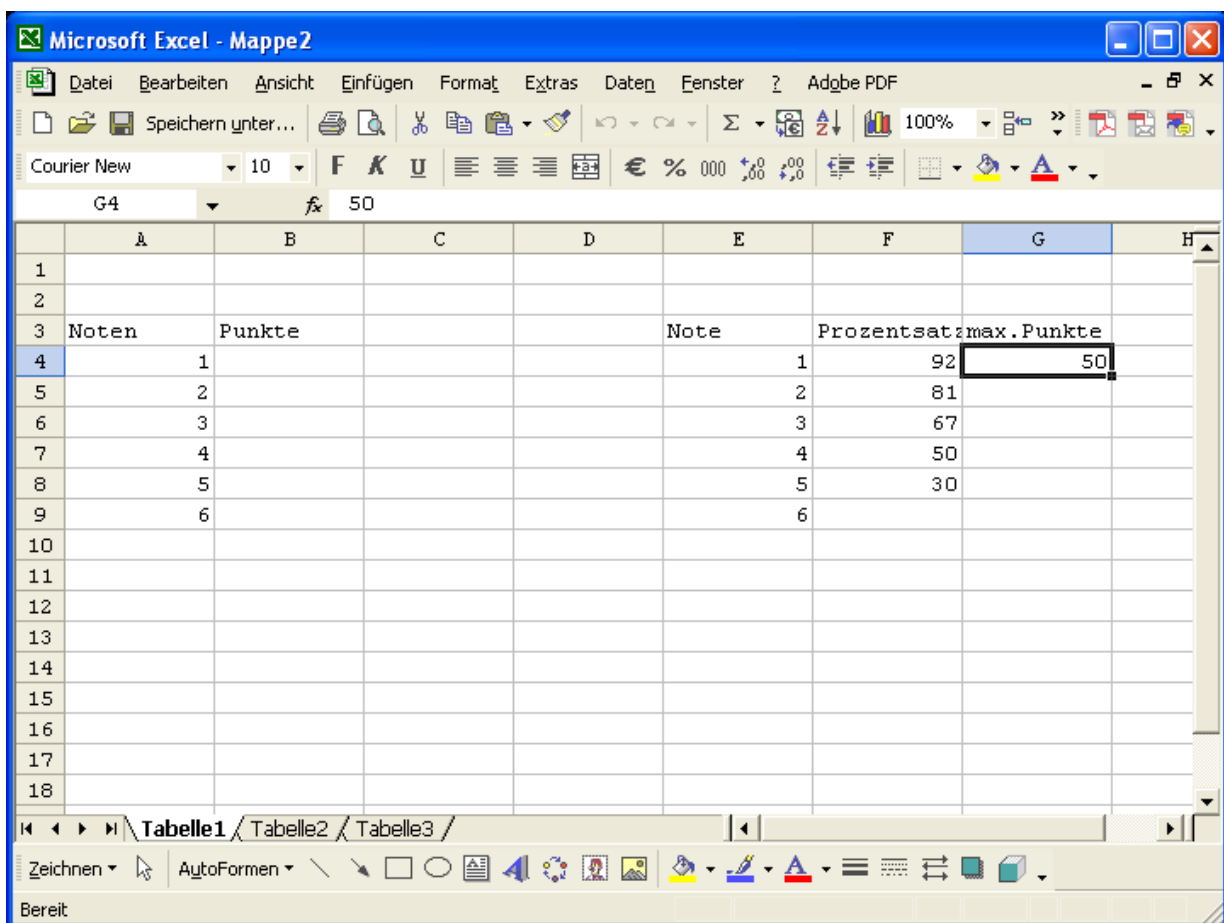 Microsoft Excel - Mappe2
Datei Bearbeiten Ansicht Einfügen Format Extras Daten Fenster ? Adobe PDF
Speichern unter... Σ 100%
Courier New 10 F K U € % 000
G4 fx 50
A B C D E F G H
1
2
3 Noten Punkte Note Prozentsatz max.Punkte
4 1 1 92 50
5 2 2 81
6 3 3 67
7 4 4 50
8 5 5 30
9 6 6
10
11
12
13
14
15
16
17
18
Tabelle1 Tabelle2 Tabelle3
Zeichnen AutoFormen
Bereit